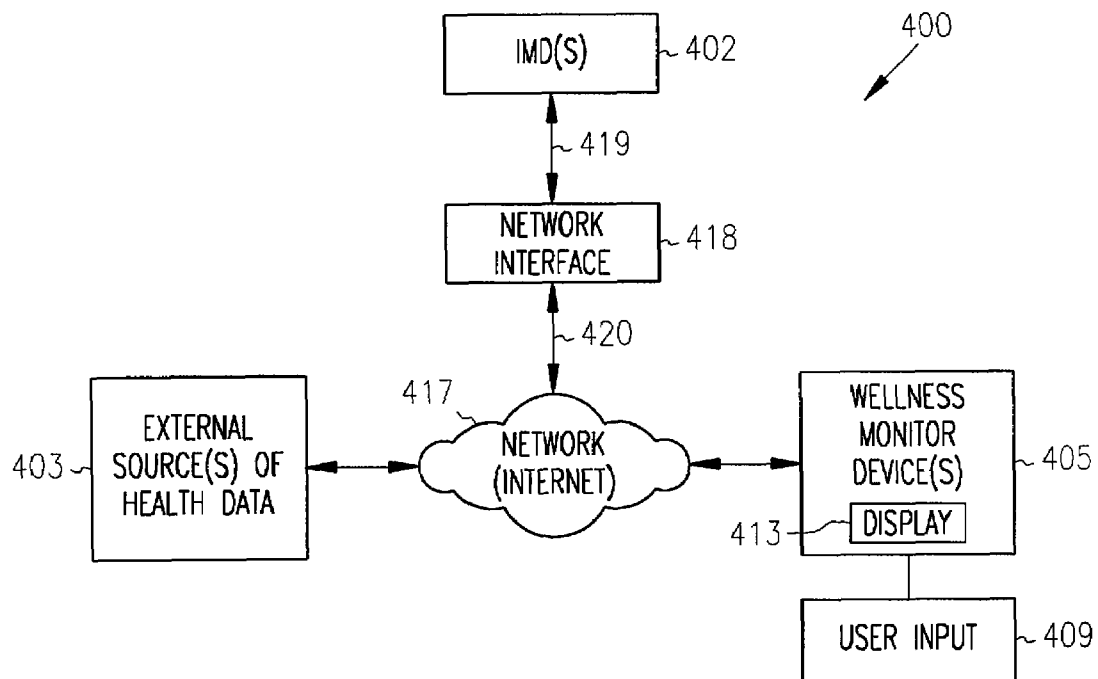 400
IMD(S)
402
419
NETWORK
INTERFACE
418
420
417
NETWORK
(INTERNET)
EXTERNAL
SOURCE(S) OF
HEALTH DATA
403
WELLNESS
MONITOR
DEVICE(S)
405
413
DISPLAY
USER INPUT
409